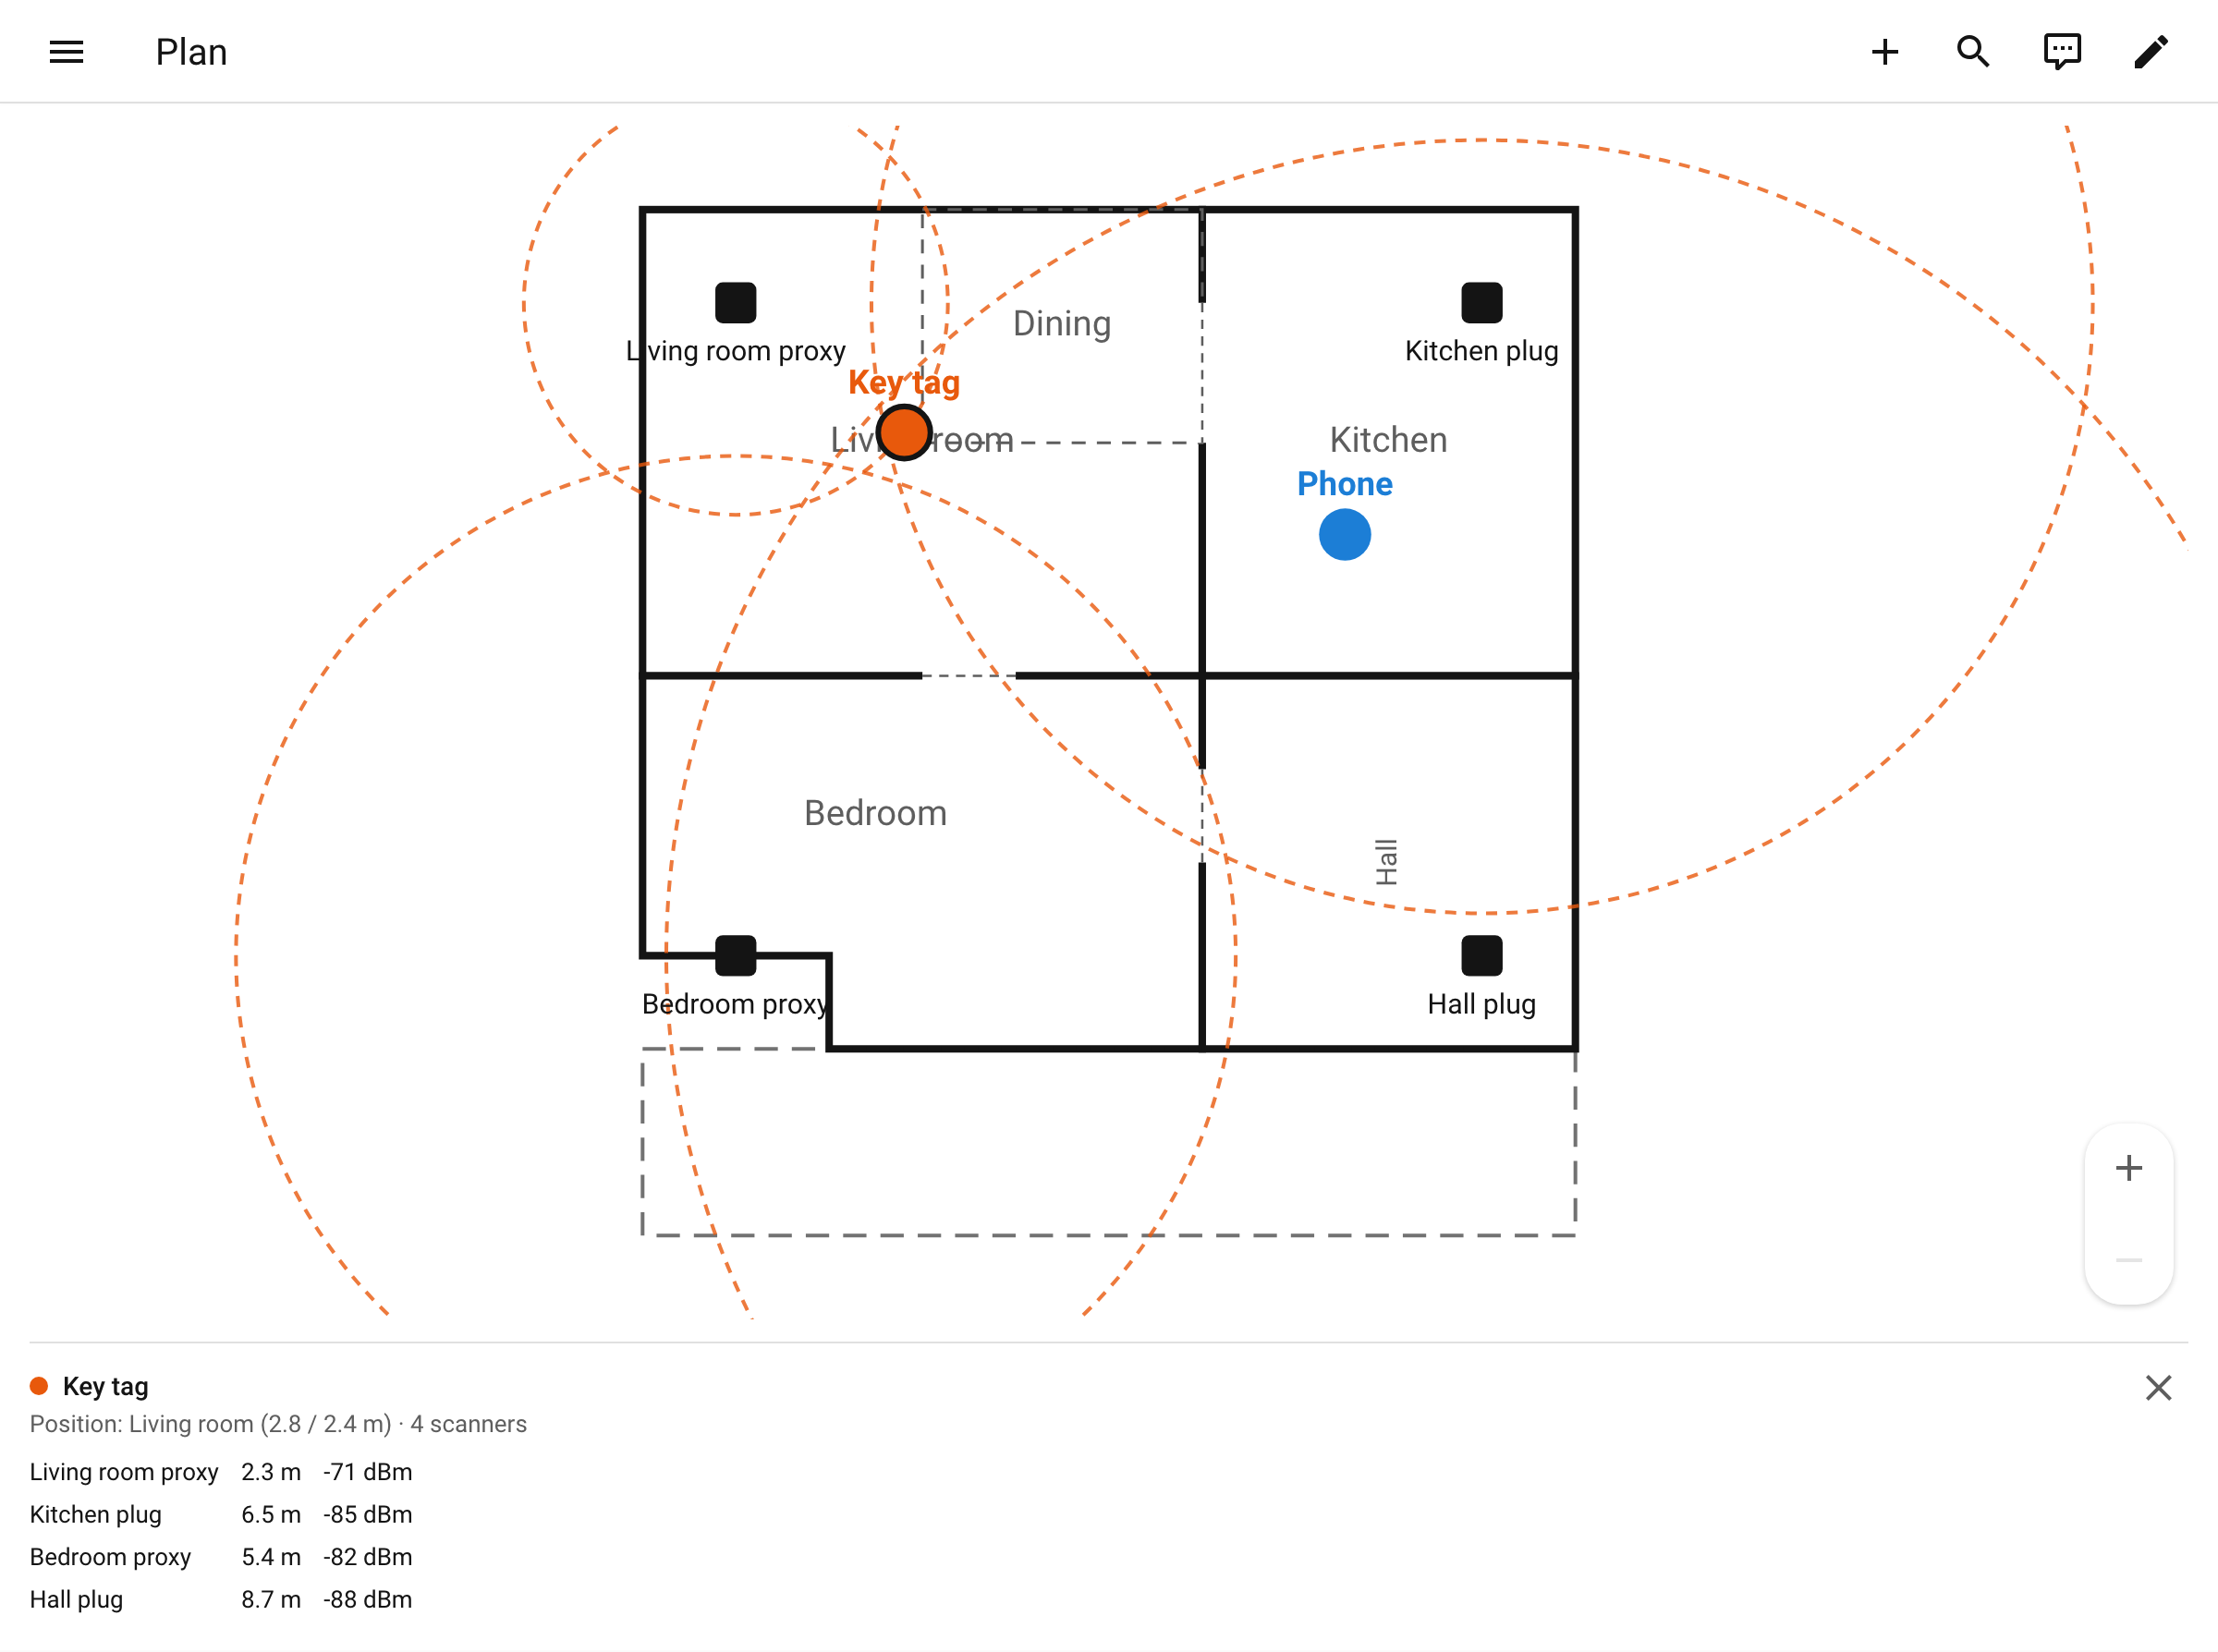 Plan
Dining
Living room proxy
Kitchen plug
Key tag
Living room
Kitchen
Phone
Bedroom
Hall
Bedroom proxy
Hall plug
Key tag
Position: Living room (2.8 / 2.4 m) · 4 scanners
Living room proxy 2.3 m -71 dBm
Kitchen plug 6.5 m -85 dBm
Bedroom proxy 5.4 m -82 dBm
Hall plug 8.7 m -88 dBm